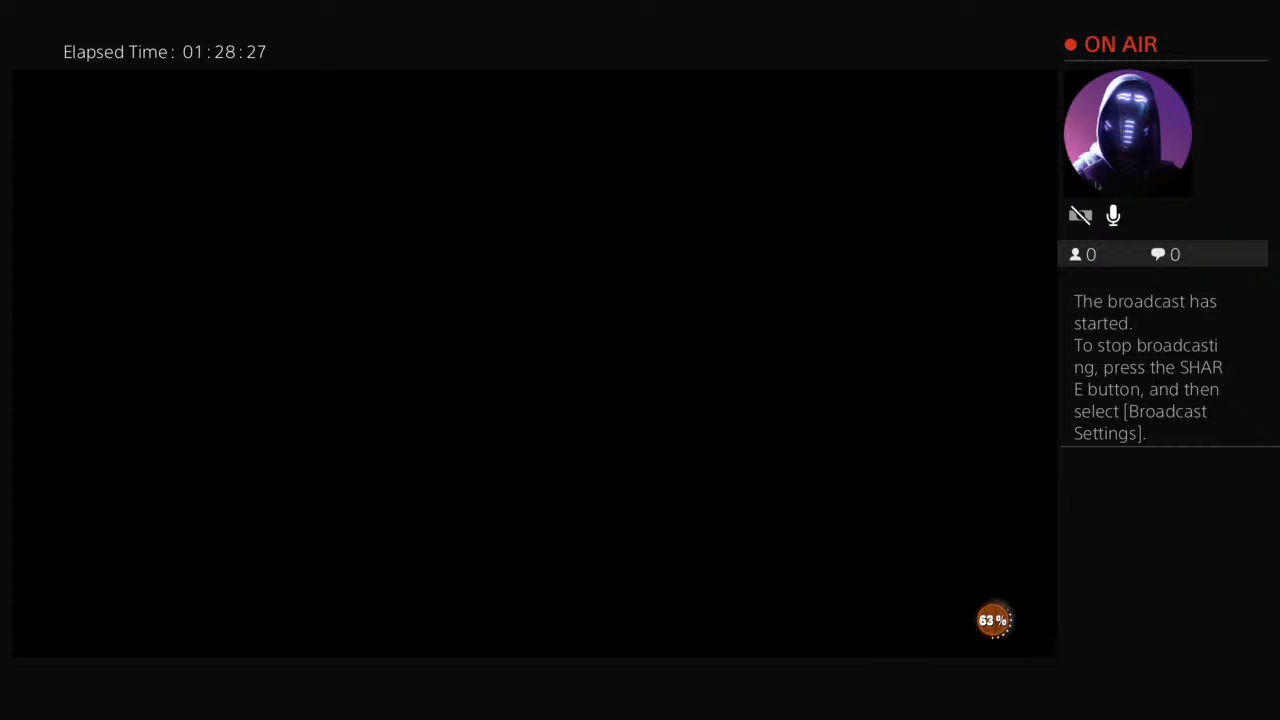 Elapsed Time: 01:28:27
ON AIR
0 0
The broadcast has
started.
To stop broadcasti
ng, press the SHAR
E button, and then
select [Broadcast
Settings].
63%